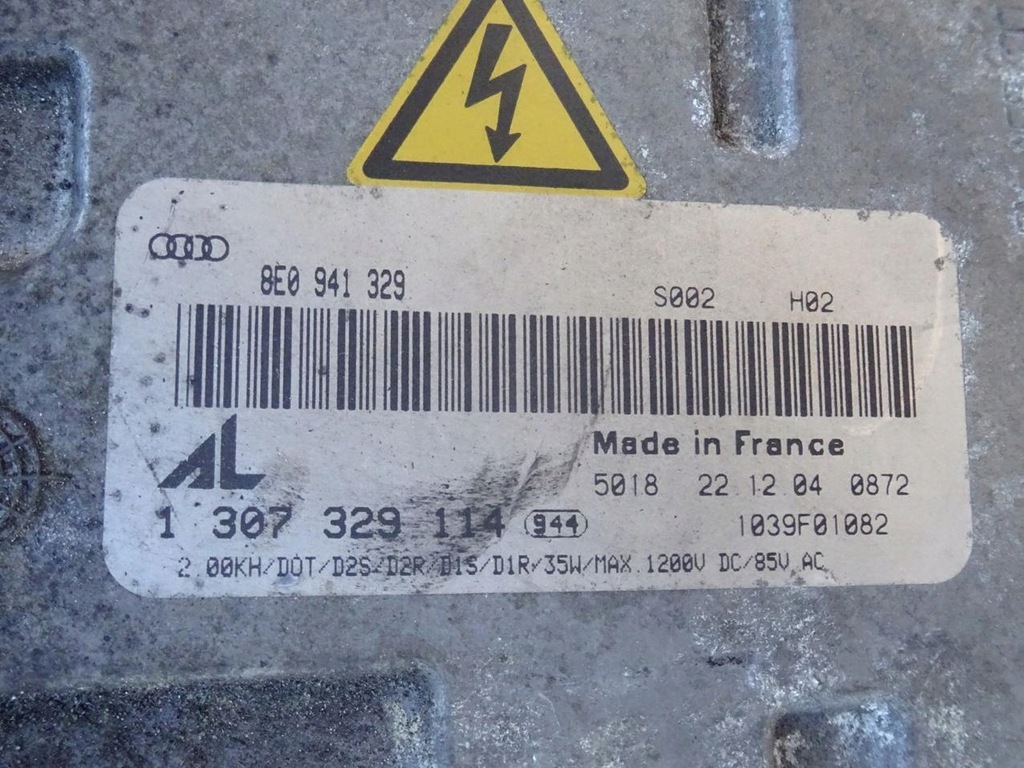 8E0 941 329
S002 H02
AL
Made in France
5018 22 12 04 0872
1 307 329 114 944
1039F01082
2.00KH/DOT/D2S/D2R/D1S/D1R/35W/MAX.1200V DC/85V AC